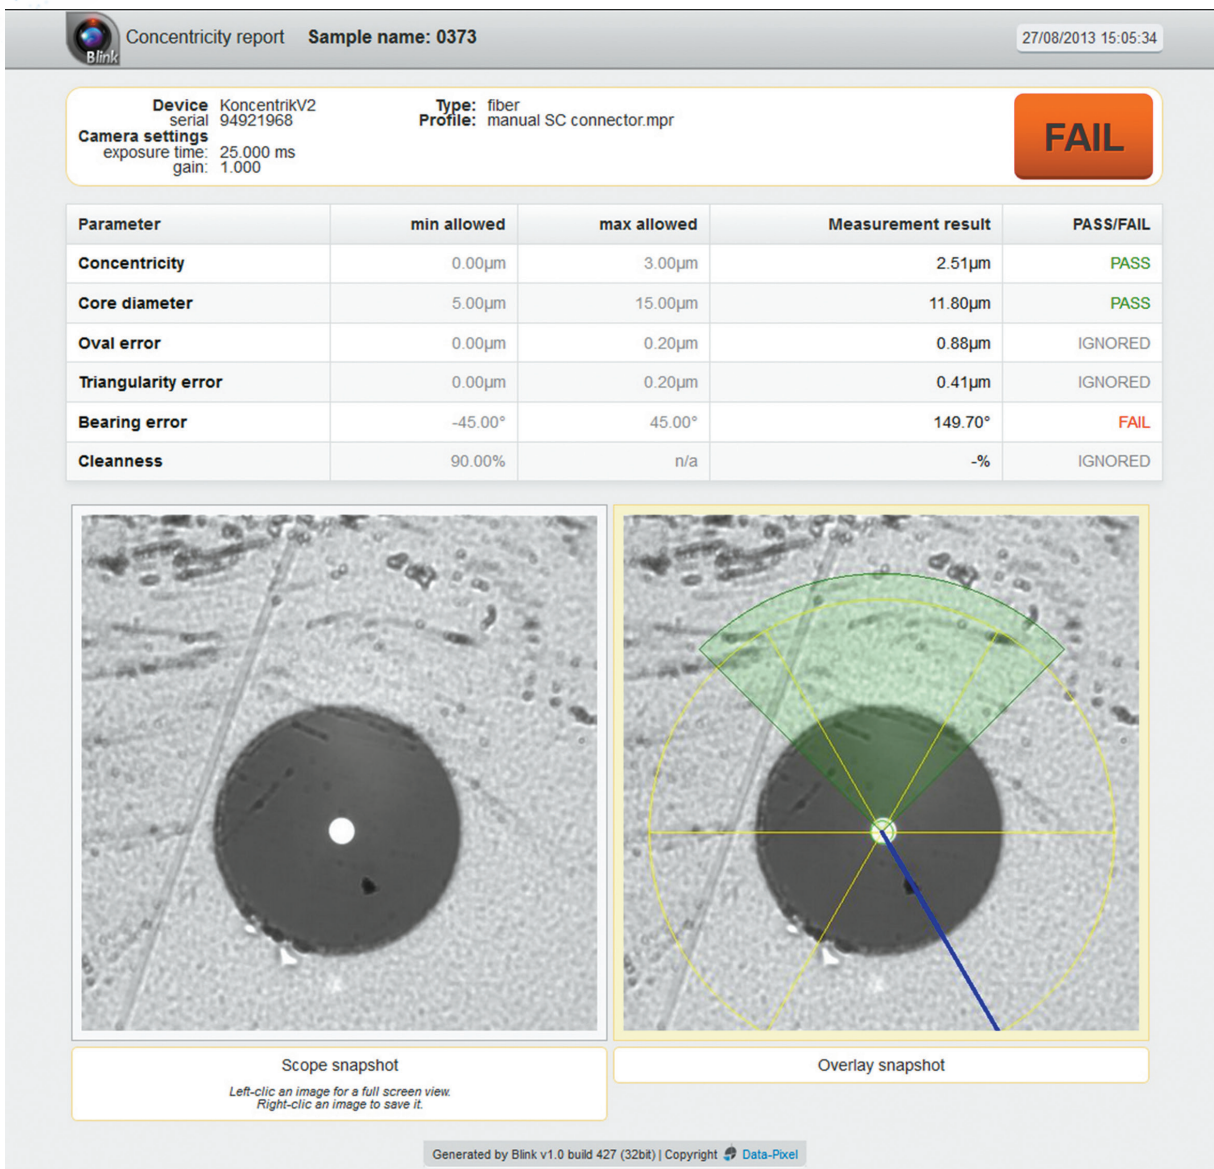 Blink Concentricity report Sample name: 0373 27/08/2013 15:05:34
Device KoncentrikV2 Type: fiber
serial 94921968 Profile: manual SC connector.mpr
Camera settings
exposure time: 25.000 ms
gain: 1.000
FAIL
Parameter min allowed max allowed Measurement result PASS/FAIL
Concentricity 0.00µm 3.00µm 2.51µm PASS
Core diameter 5.00µm 15.00µm 11.80µm PASS
Oval error 0.00µm 0.20µm 0.88µm IGNORED
Triangularity error 0.00µm 0.20µm 0.41µm IGNORED
Bearing error -45.00° 45.00° 149.70° FAIL
Cleanness 90.00% n/a -% IGNORED
Scope snapshot Overlay snapshot
Left-clic an image for a full screen view.
Right-clic an image to save it.
Generated by Blink v1.0 build 427 (32bit) | Copyright Data-Pixel